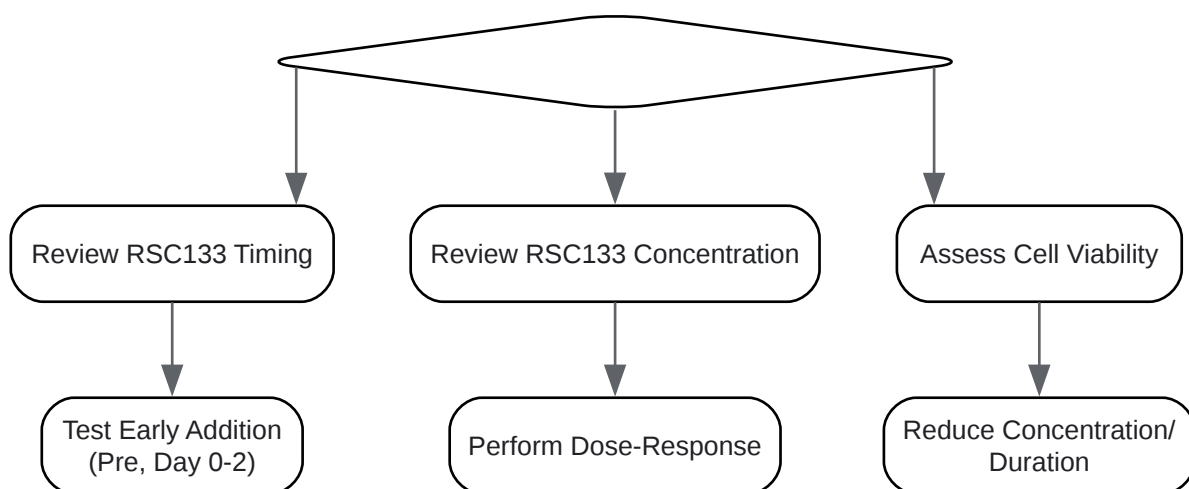 Review RSC133 Timing
Review RSC133 Concentration
Assess Cell Viability
Test Early Addition
(Pre, Day 0-2)
Perform Dose-Response
Reduce Concentration/
Duration